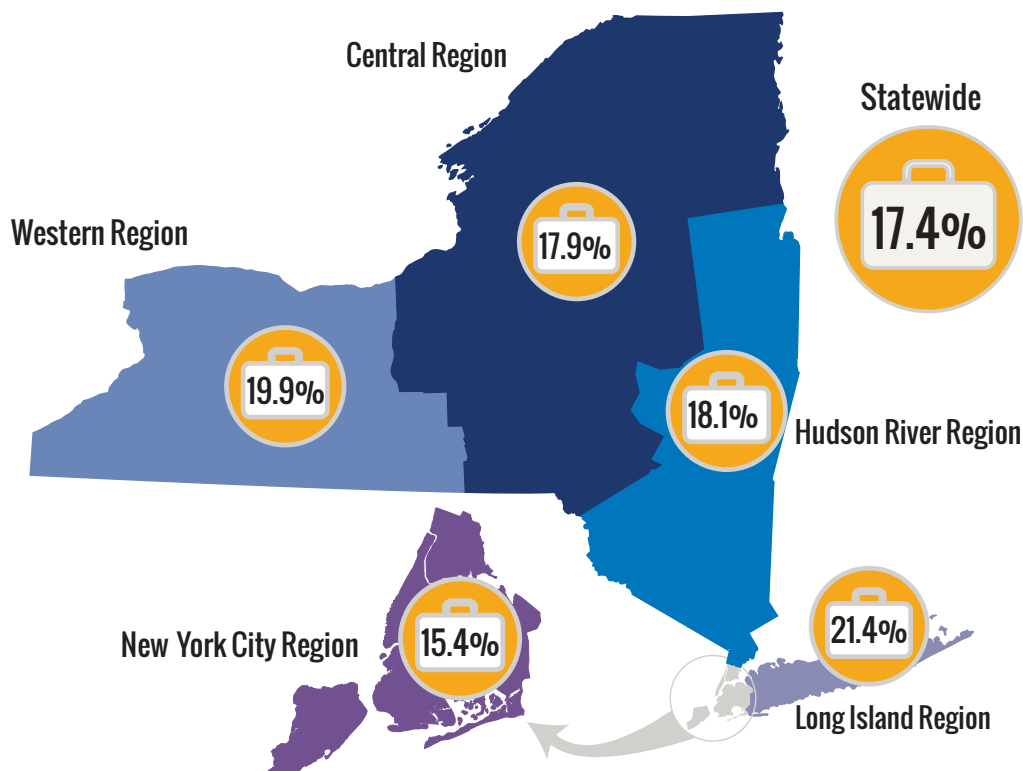 Central Region
Statewide
17.4%
17.9%
Western Region
19.9%
18.1%
Hudson River Region
New York City Region
15.4%
21.4%
Long Island Region